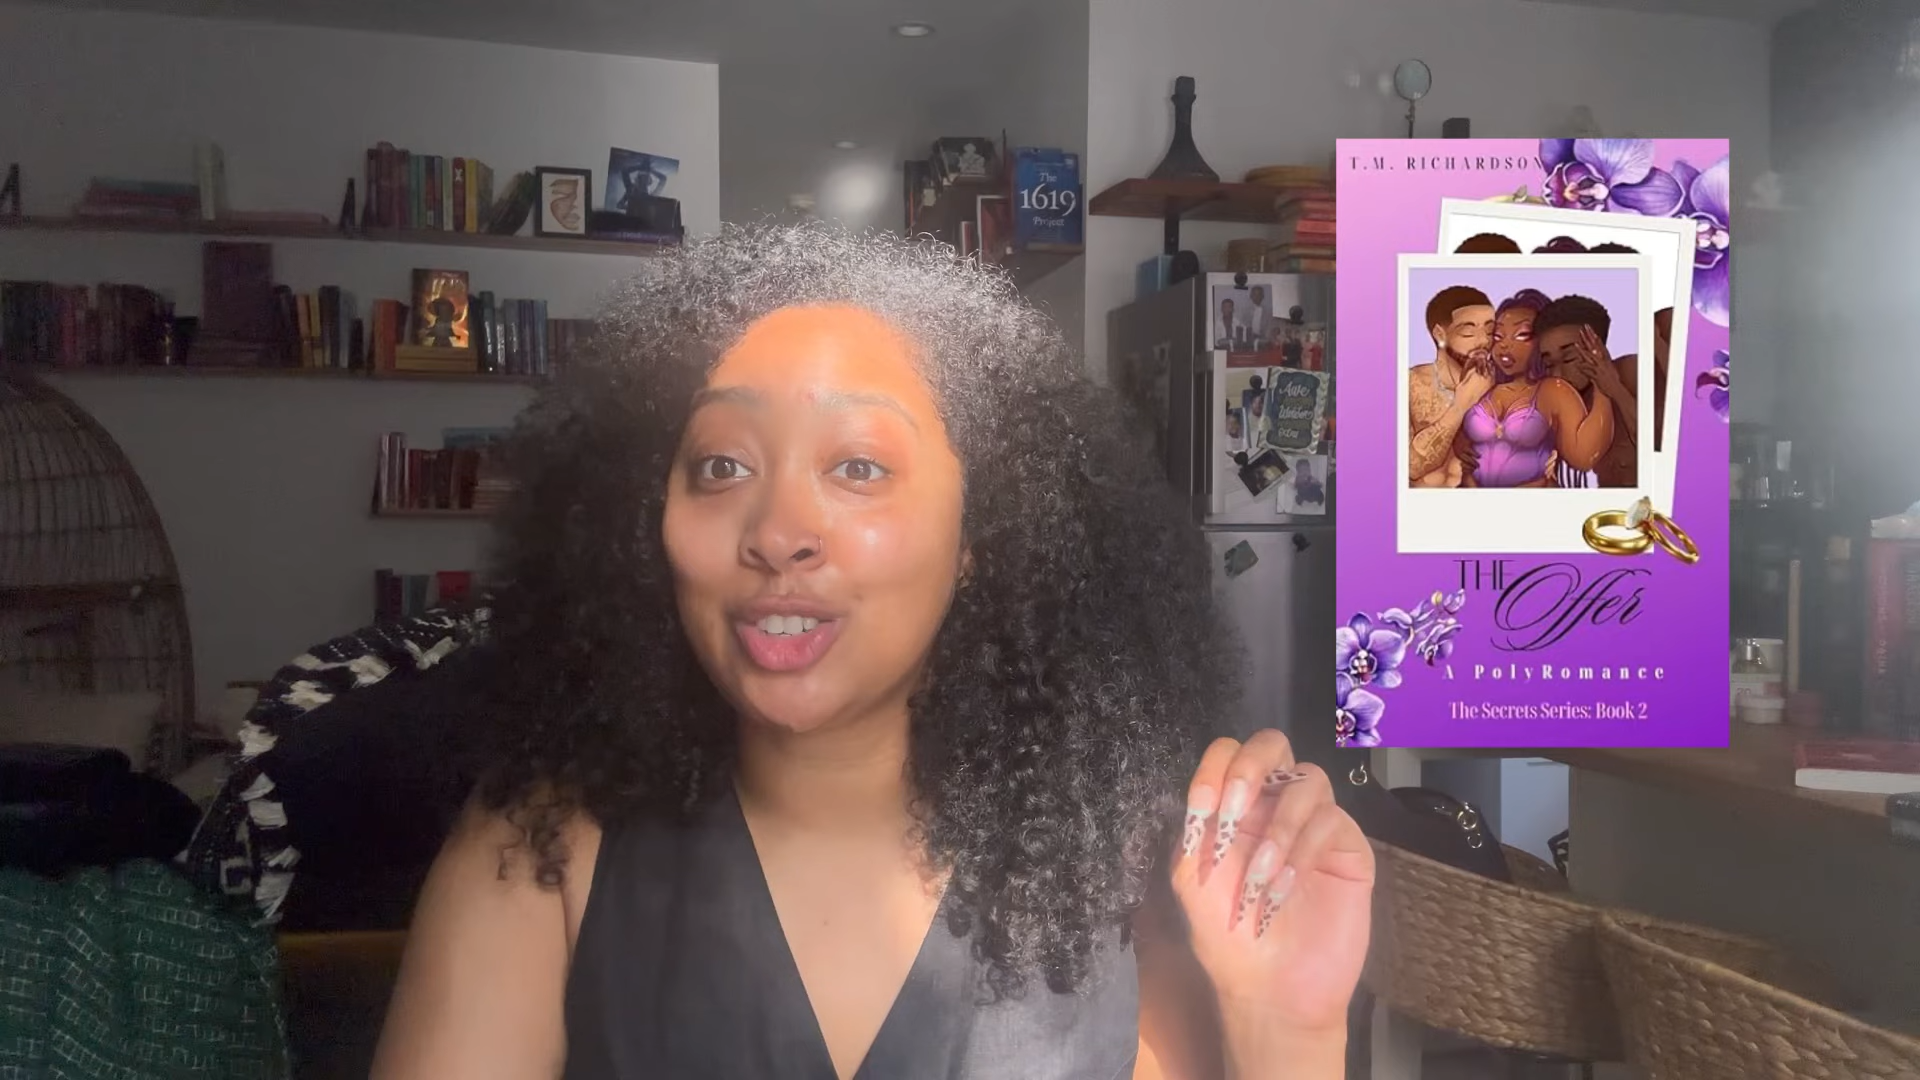 The
1619
Project
T.M. RICHARDSON
THE Offer
A PolyRomance
The Secrets Series: Book 2